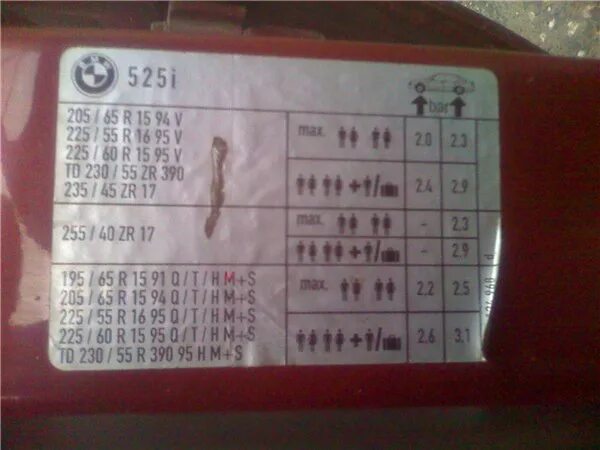 BMW 525i
bar
205 / 65 R 15 94 V
225 / 55 R 16 95 V
225 / 60 R 15 95 V
TD 230 / 55 ZR 390
235 / 45 ZR 17
max. 2.0 2.3
+ / 2.4 2.9
255 / 40 ZR 17
max. - 2.3
+ / - 2.9
195 / 65 R 15 91 Q / T / H M+S
205 / 65 R 15 94 Q / T / H M+S
225 / 55 R 16 95 Q / T / H M+S
225 / 60 R 15 95 Q / T / H M+S
TD 230 / 55 R 390 95 H M+S
max. 2.2 2.5
+ / 2.6 3.1